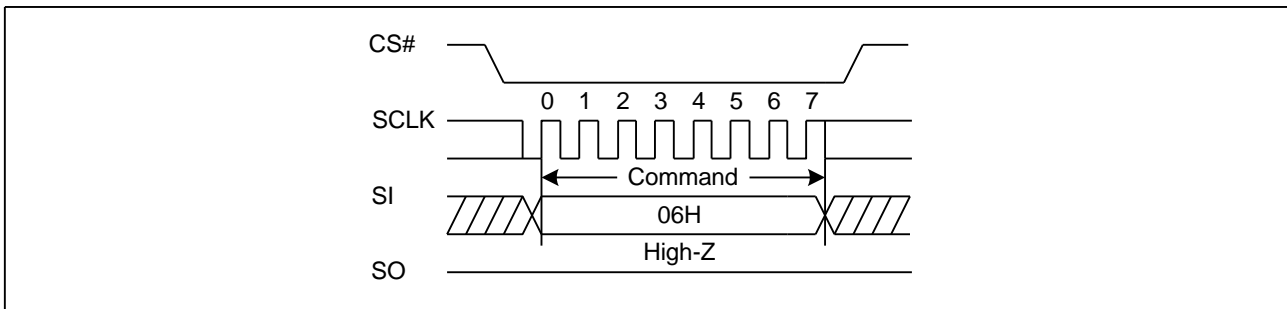 CS#
0 1 2 3 4 5 6 7
SCLK
Command
SI
06H
High-Z
SO